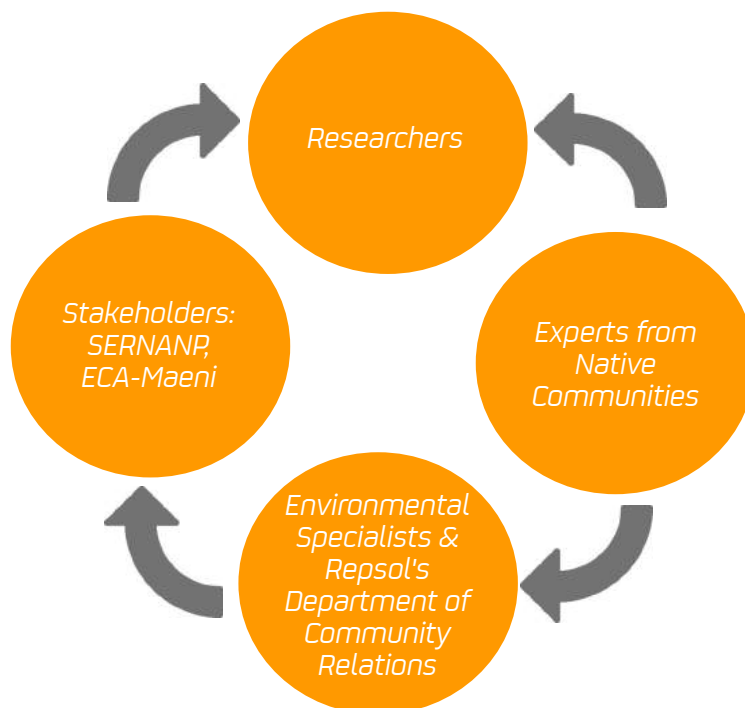 Researchers
Stakeholders:
SERNANP,
ECA-Maeni
Experts from
Native
Communities
Environmental
Specialists &
Repsol's
Department of
Community
Relations